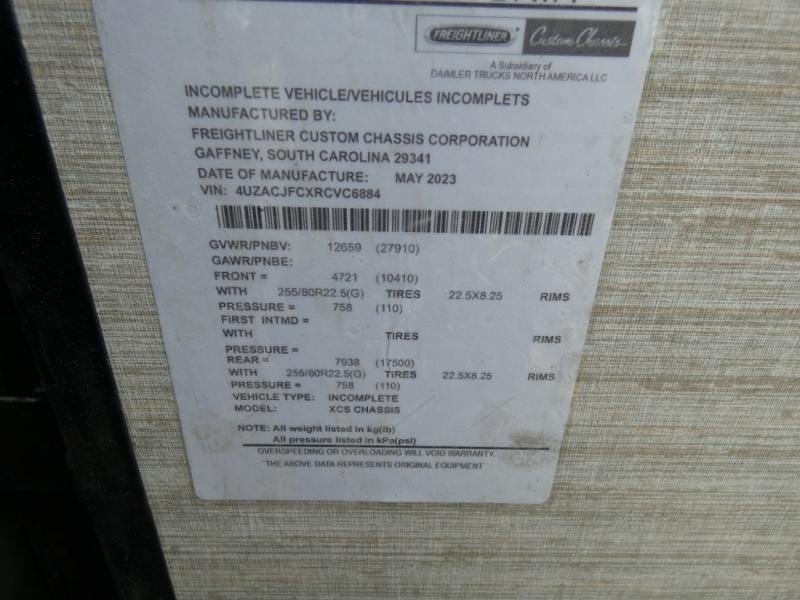 FREIGHTLINER Custom Chassis
A Subsidiary of
DAIMLER TRUCKS NORTH AMERICA LLC
INCOMPLETE VEHICLE/VEHICULES INCOMPLETS
MANUFACTURED BY:
FREIGHTLINER CUSTOM CHASSIS CORPORATION
GAFFNEY, SOUTH CAROLINA 29341
DATE OF MANUFACTURE: MAY 2023
VIN: 4UZACJFCXRCVC6884
GVWR/PNBV: 12659 (27910)
GAWR/PNBE:
FRONT = 4721 (10410)
WITH 255/80R22.5(G) TIRES 22.5X8.25 RIMS
PRESSURE = 758 (110)
FIRST INTMD =
WITH TIRES RIMS
PRESSURE =
REAR = 7938 (17500)
WITH 255/80R22.5(G) TIRES 22.5X8.25 RIMS
PRESSURE = 758 (110)
VEHICLE TYPE: INCOMPLETE
MODEL: XCS CHASSIS
NOTE: All weight listed in kg(lb)
All pressure listed in kPa(psi)
OVERSPEEDING OR OVERLOADING WILL VOID WARRANTY.
THE ABOVE DATA REPRESENTS ORIGINAL EQUIPMENT